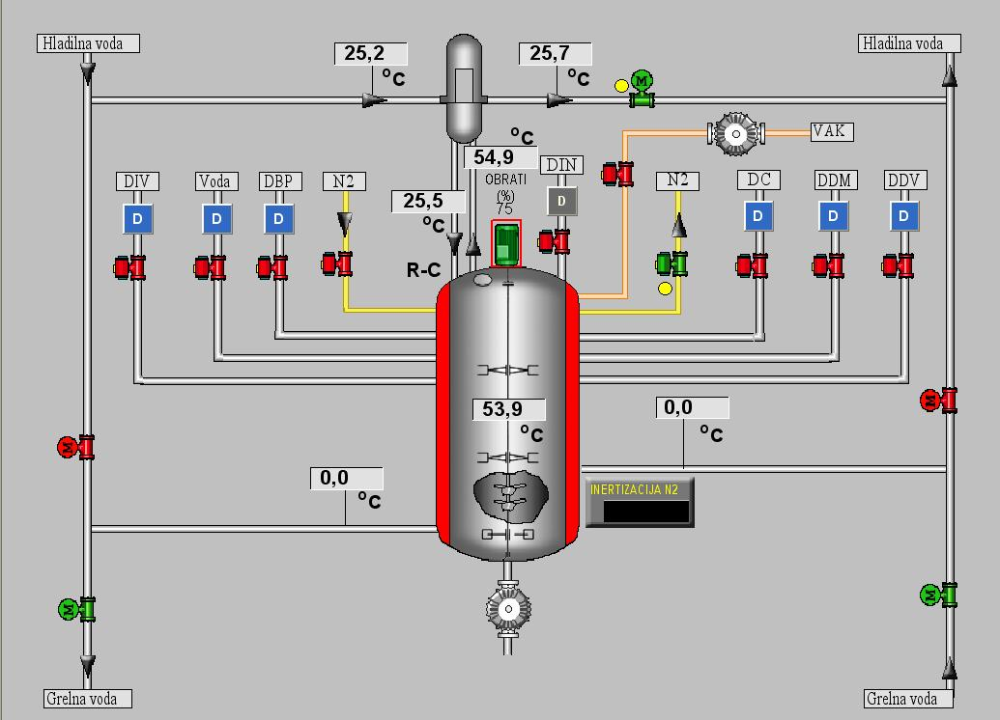 Hladilna voda
Hladilna voda
25,2
°C
25,7
°C
M
VAK
°C
54,9
OBRATI
(%)
75
DIN
D
DIV
D
Voda
D
DBP
D
N2
25,5
°C
R-C
N2
DC
D
DDM
D
DDV
D
53,9
°C
0,0
°C
M
M
0,0
°C
INERTIZACIJA N2
M
M
Grelna voda
Grelna voda